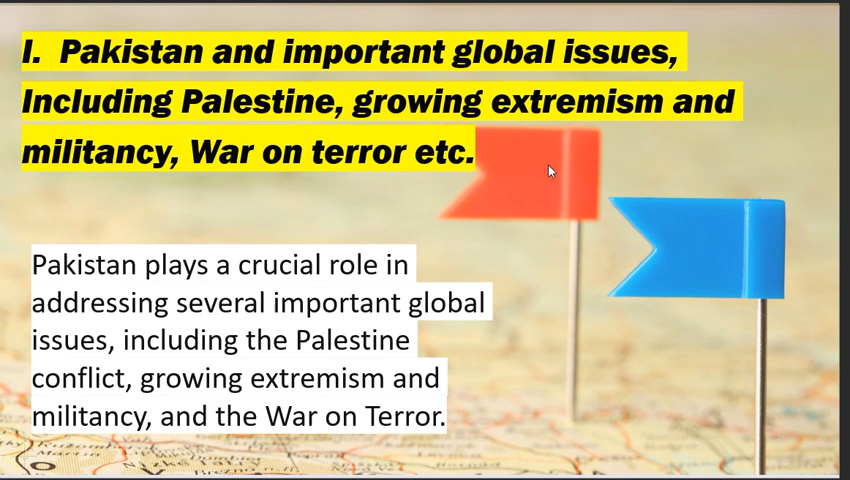 I. Pakistan and important global issues,
Including Palestine, growing extremism and
militancy, War on terror etc.
Pakistan plays a crucial role in
addressing several important global
issues, including the Palestine
conflict, growing extremism and
militancy, and the War on Terror.